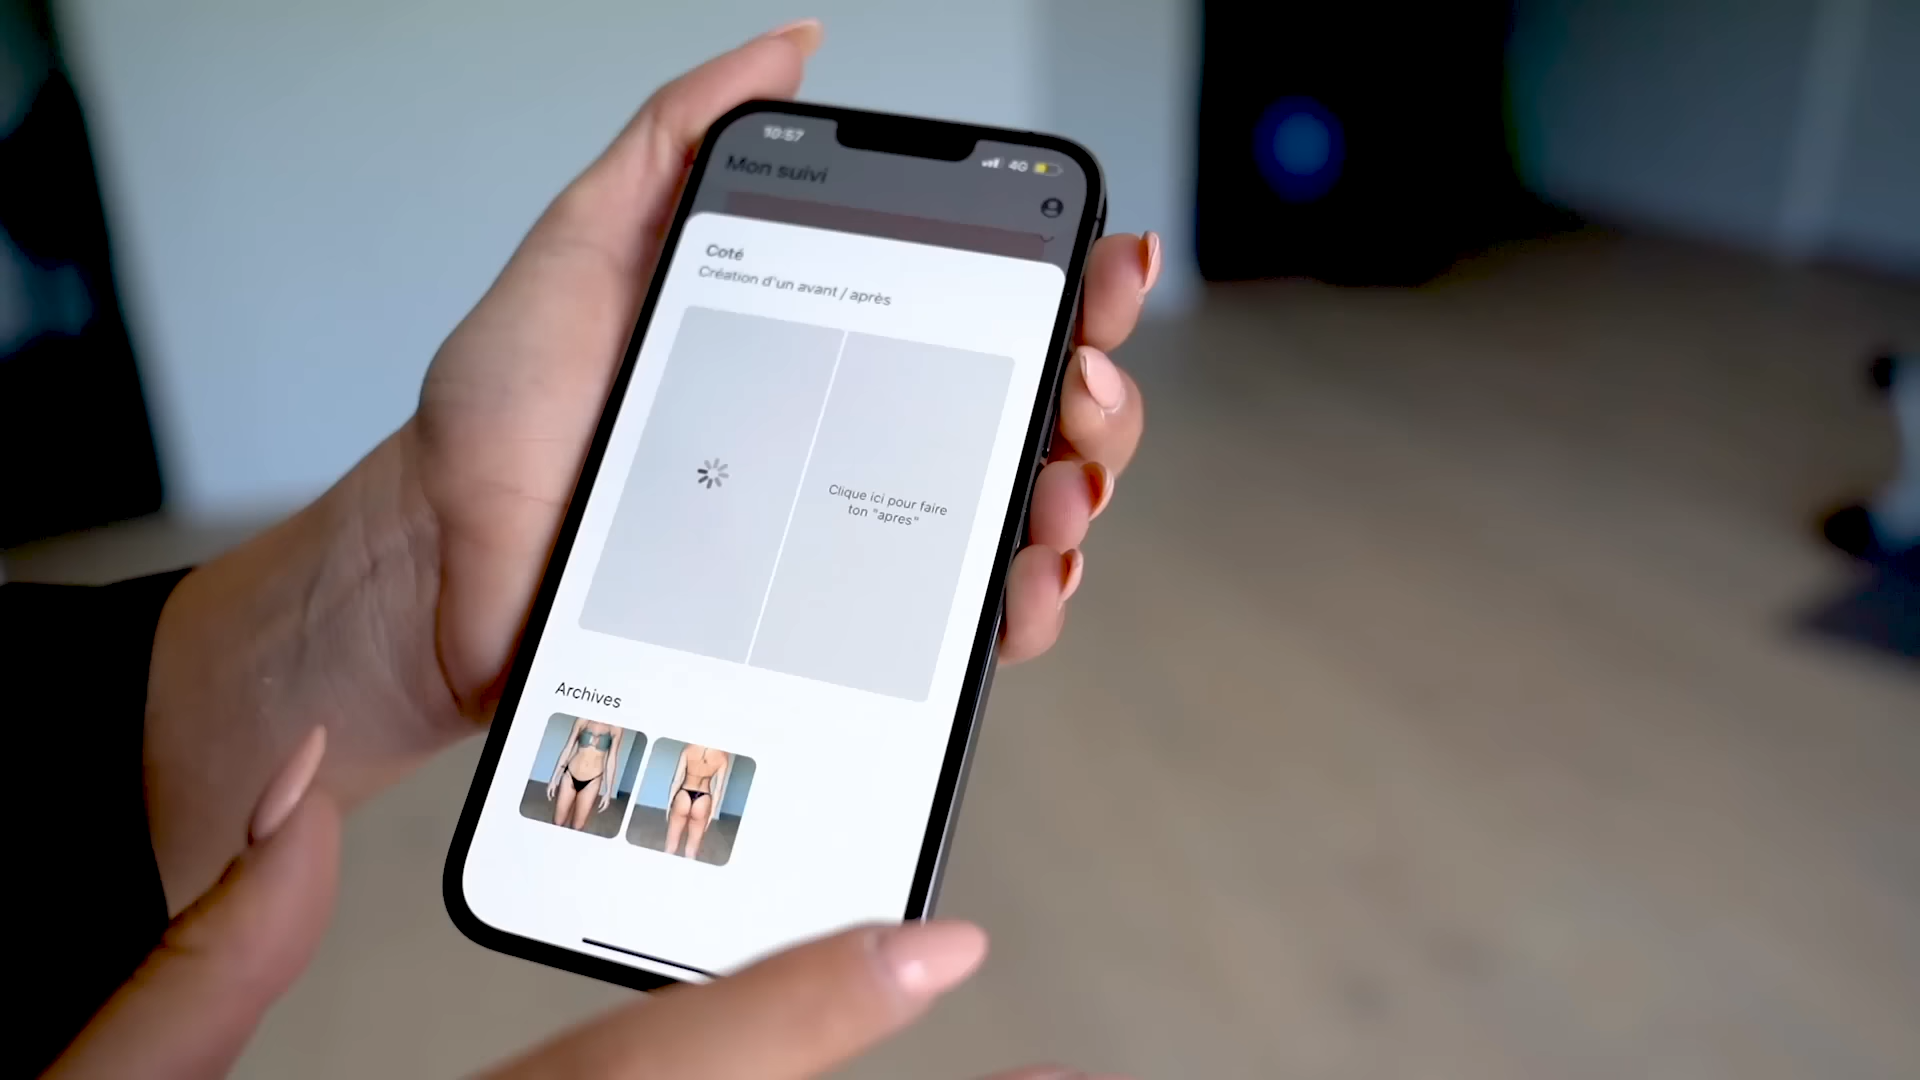 10:57
4G
Mon suivi
Coté
Création d'un avant / après
Clique ici pour faire
ton "apres"
Archives